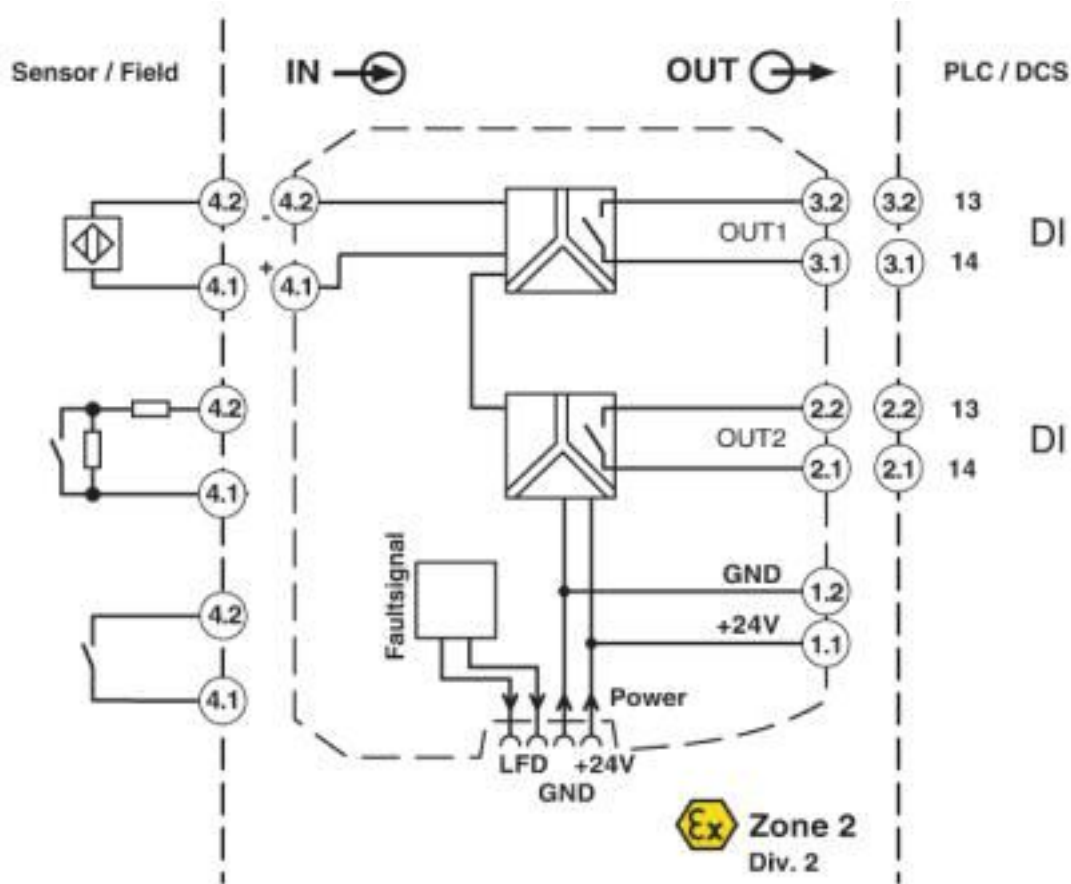 Sensor / Field
IN
OUT
PLC / DCS
4.2
4.2
3.2
3.2
13
-
OUT1
DI
+
4.1
4.1
3.1
3.1
14
4.2
2.2
2.2
13
OUT2
DI
4.1
2.1
2.1
14
Faultsignal
GND
1.2
4.2
+24V
1.1
4.1
Power
LFD
+24V
GND
Ex
Zone 2
Div. 2